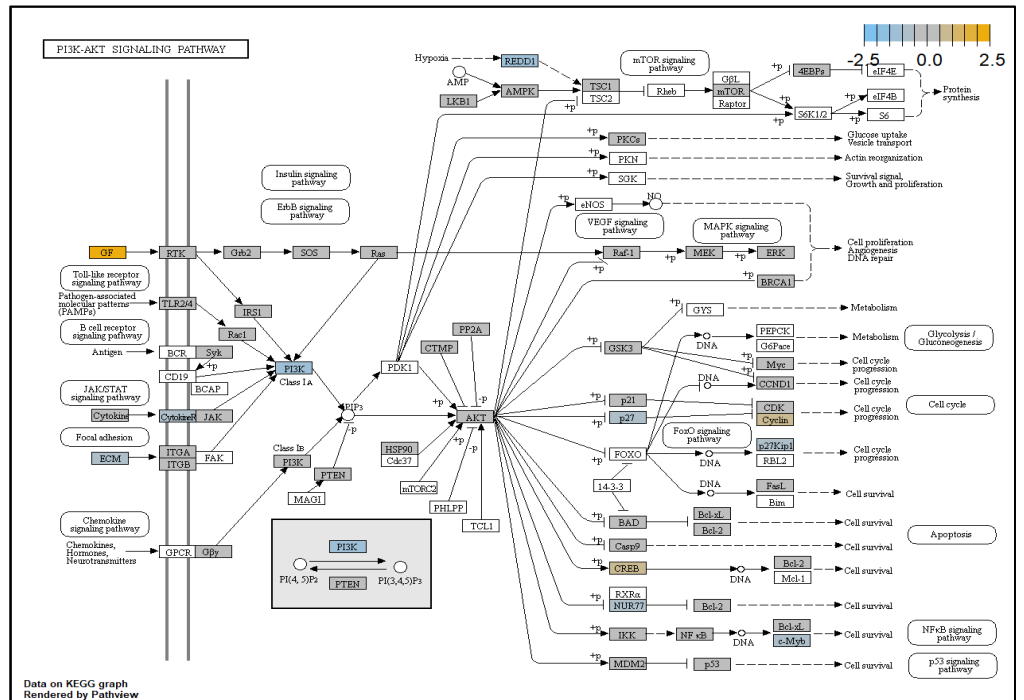 PI3K-AKT SIGNALING PATHWAY
-2.5 0.0 2.5
Hypoxia
REDD1
AMP
LKB1
AMPK
TSC1
TSC2
Rheb
mTOR signaling
pathway
GβL
mTOR
Raptor
+p
4EBPs
eIF4E
+p
S6K1/2
eIF4B
+p
S6
+p
Protein
synthesis
+p
+p
PKCs
Glucose uptake
Vesicle transport
+p
PKN
Actin reorganization
+p
SGK
Survival signal,
Growth and proliferation
Insulin signaling
pathway
ErbB signaling
pathway
+p
eNOS
NO
VEGF signaling
pathway
MAPK signaling
pathway
GF
RTK
Grb2
SOS
Ras
Raf-1
+p
MEK
+p
ERK
+p
BRCA1
Cell proliferation
Angiogenesis
DNA repair
Toll-like receptor
signaling pathway
Pathogen-associated
molecular patterns
(PAMPs)
TLR2/4
IRS1
Rac1
B cell receptor
signaling pathway
Antigen
BCR
Syk
+p
CD19
BCAP
PI3K
Class IA
JAK/STAT
signaling pathway
Cytokine
CytokineR
JAK
Focal adhesion
ECM
ITGA
ITGB
FAK
Chemokine
signaling pathway
Chemokines,
Hormones,
Neurotransmitters
GPCR
Gβγ
PIP3
-p
Class IB
PI3K
PTEN
MAGI
PDK1
CTMP
PP2A
+p
-p
AKT
+p
-p
HSP90
Cdc37
mTORC2
PHLPP
TCL1
PI3K
PI(4, 5)P2
PI(3,4,5)P3
PTEN
+p
GYS
Metabolism
+p
GSK3
DNA
PEPCK
G6Pace
Metabolism
Glycolysis /
Gluconeogenesis
+p
Myc
Cell cycle
progression
+p
DNA
CCND1
Cell cycle
progression
+p
p21
+p
p27
CDK
Cyclin
Cell cycle
progression
Cell cycle
FoxO signaling
pathway
+p
FOXO
DNA
p27Kip1
RBL2
Cell cycle
progression
14-3-3
DNA
FasL
Bim
Cell survival
+p
BAD
Bcl-xL
Bcl-2
Cell survival
Apoptosis
+p
Casp9
Cell survival
+p
CREB
DNA
Bcl-2
Mcl-1
Cell survival
RXRα
+p
NUR77
Bcl-2
Cell survival
+p
IKK
NFκB
DNA
Bcl-xL
c-Myb
Cell survival
NFκB signaling
pathway
+p
MDM2
p53
Cell survival
p53 signaling
pathway
Data on KEGG graph
Rendered by Pathview